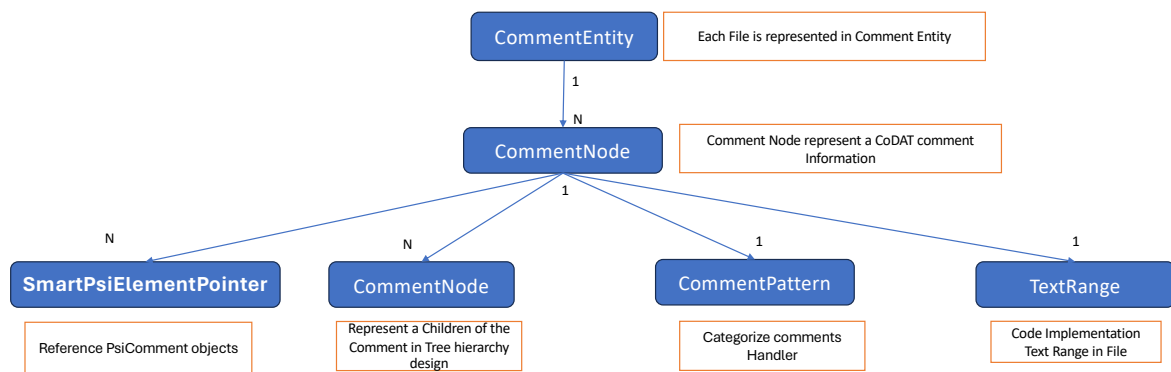 CommentEntity
Each File is represented in Comment Entity
1
N
CommentNode
Comment Node represent a CoDAT comment
Information
1
N
N
1
1
SmartPsiElementPointer
CommentNode
CommentPattern
TextRange
Reference PsiComment objects
Represent a Children of the
Comment in Tree hierarchy
design
Categorize comments
Handler
Code Implementation
Text Range in File